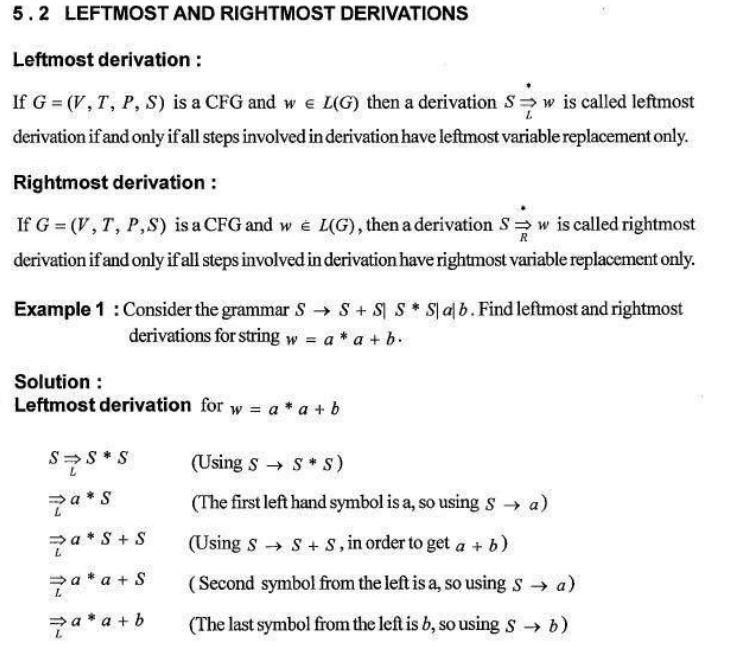 5.2 LEFTMOST AND RIGHTMOST DERIVATIONS
Leftmost derivation :
If G = (V, T, P, S) is a CFG and w ∈ L(G) then a derivation S ⇒*L w is called leftmost
derivation if and only if all steps involved in derivation have leftmost variable replacement only.
Rightmost derivation :
If G = (V, T, P, S) is a CFG and w ∈ L(G), then a derivation S ⇒*R w is called rightmost
derivation if and only if all steps involved in derivation have rightmost variable replacement only.
Example 1 : Consider the grammar S → S + S| S * S| a| b. Find leftmost and rightmost
derivations for string w = a * a + b.
Solution :
Leftmost derivation for w = a * a + b
S ⇒L S * S (Using S → S * S)
⇒L a * S (The first left hand symbol is a, so using S → a)
⇒L a * S + S (Using S → S + S, in order to get a + b)
⇒L a * a + S ( Second symbol from the left is a, so using S → a)
⇒L a * a + b (The last symbol from the left is b, so using S → b)